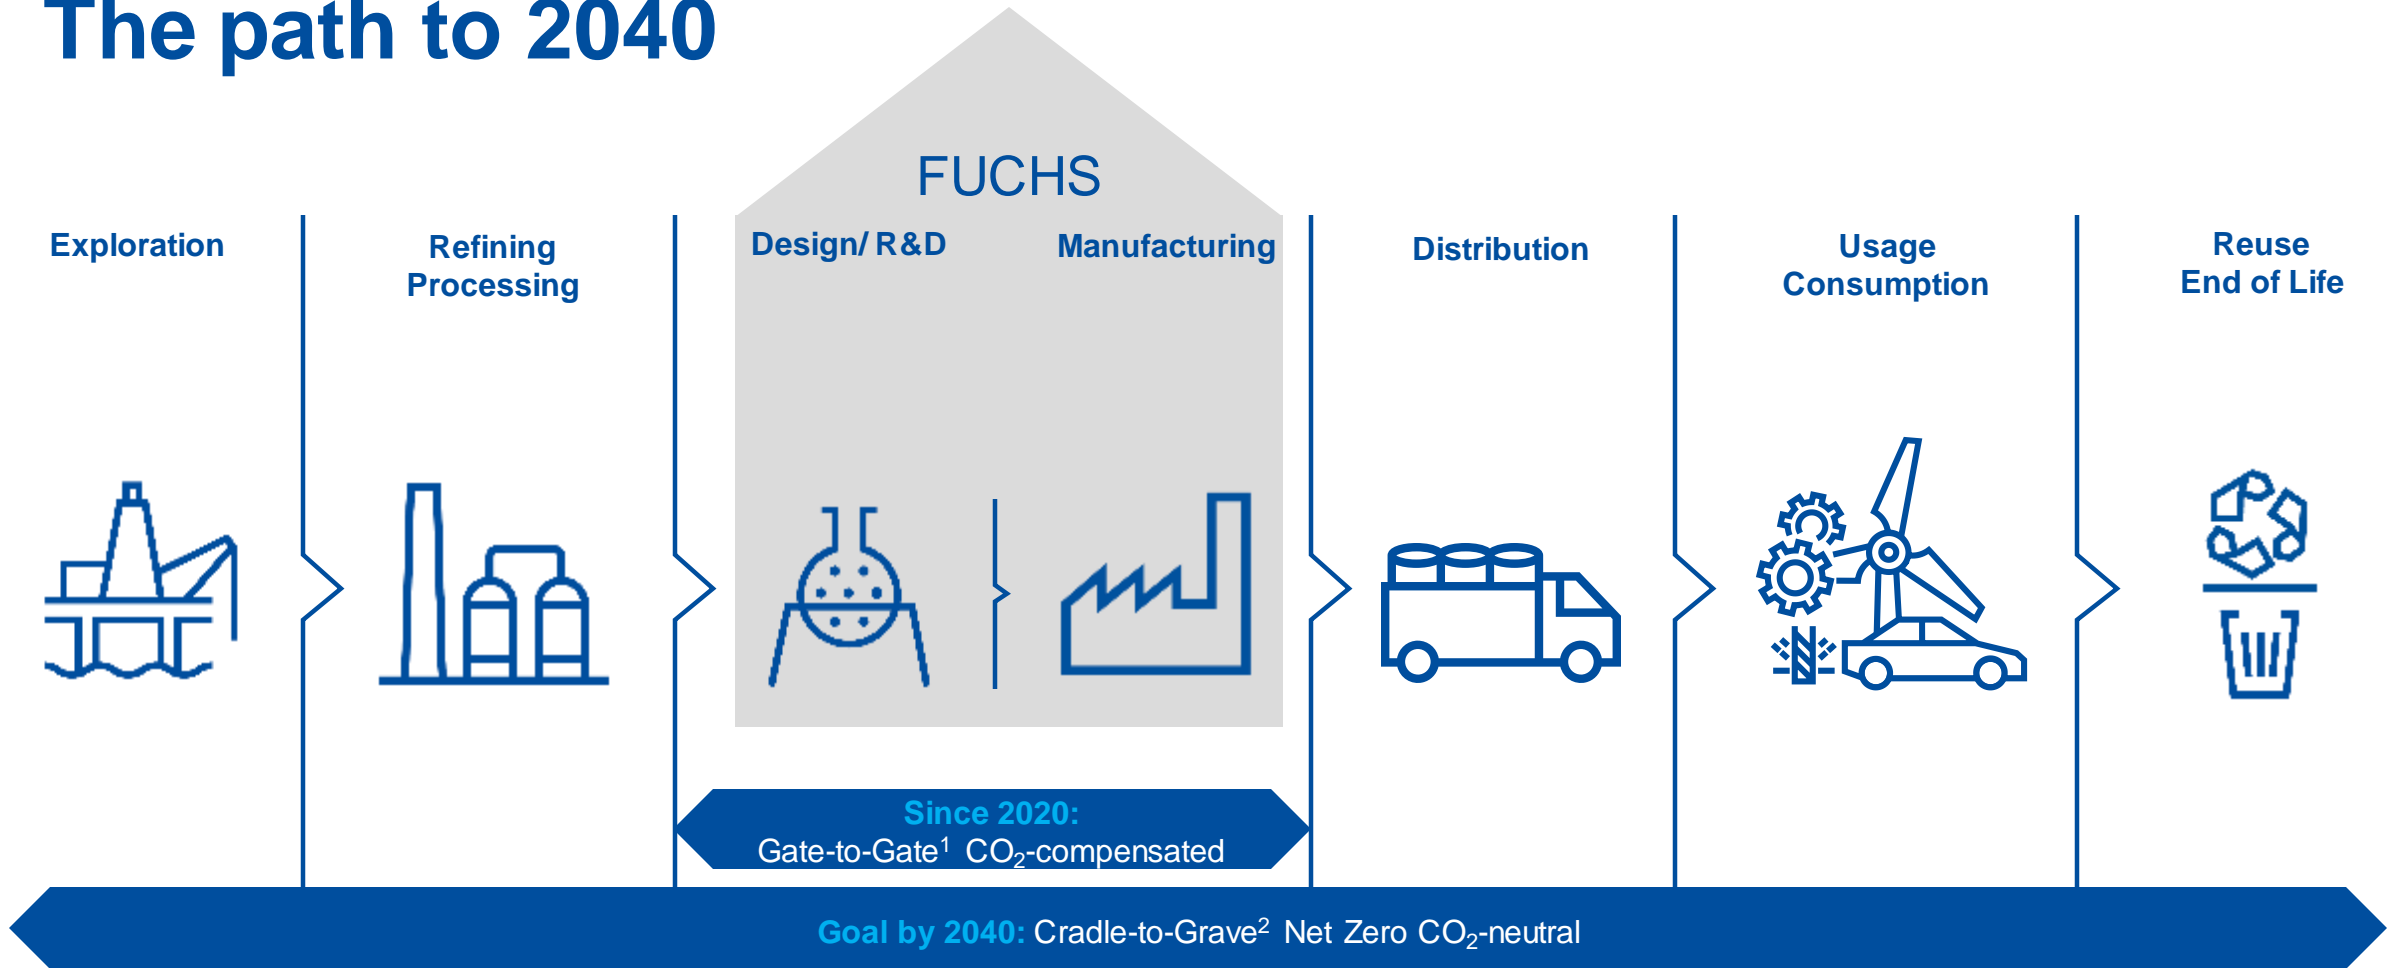 The path to 2040
FUCHS
Exploration
Refining
Processing
Design/ R&D
Manufacturing
Distribution
Usage
Consumption
Reuse
End of Life
Since 2020:
Gate-to-Gate¹ CO₂-compensated
Goal by 2040: Cradle-to-Grave² Net Zero CO₂-neutral